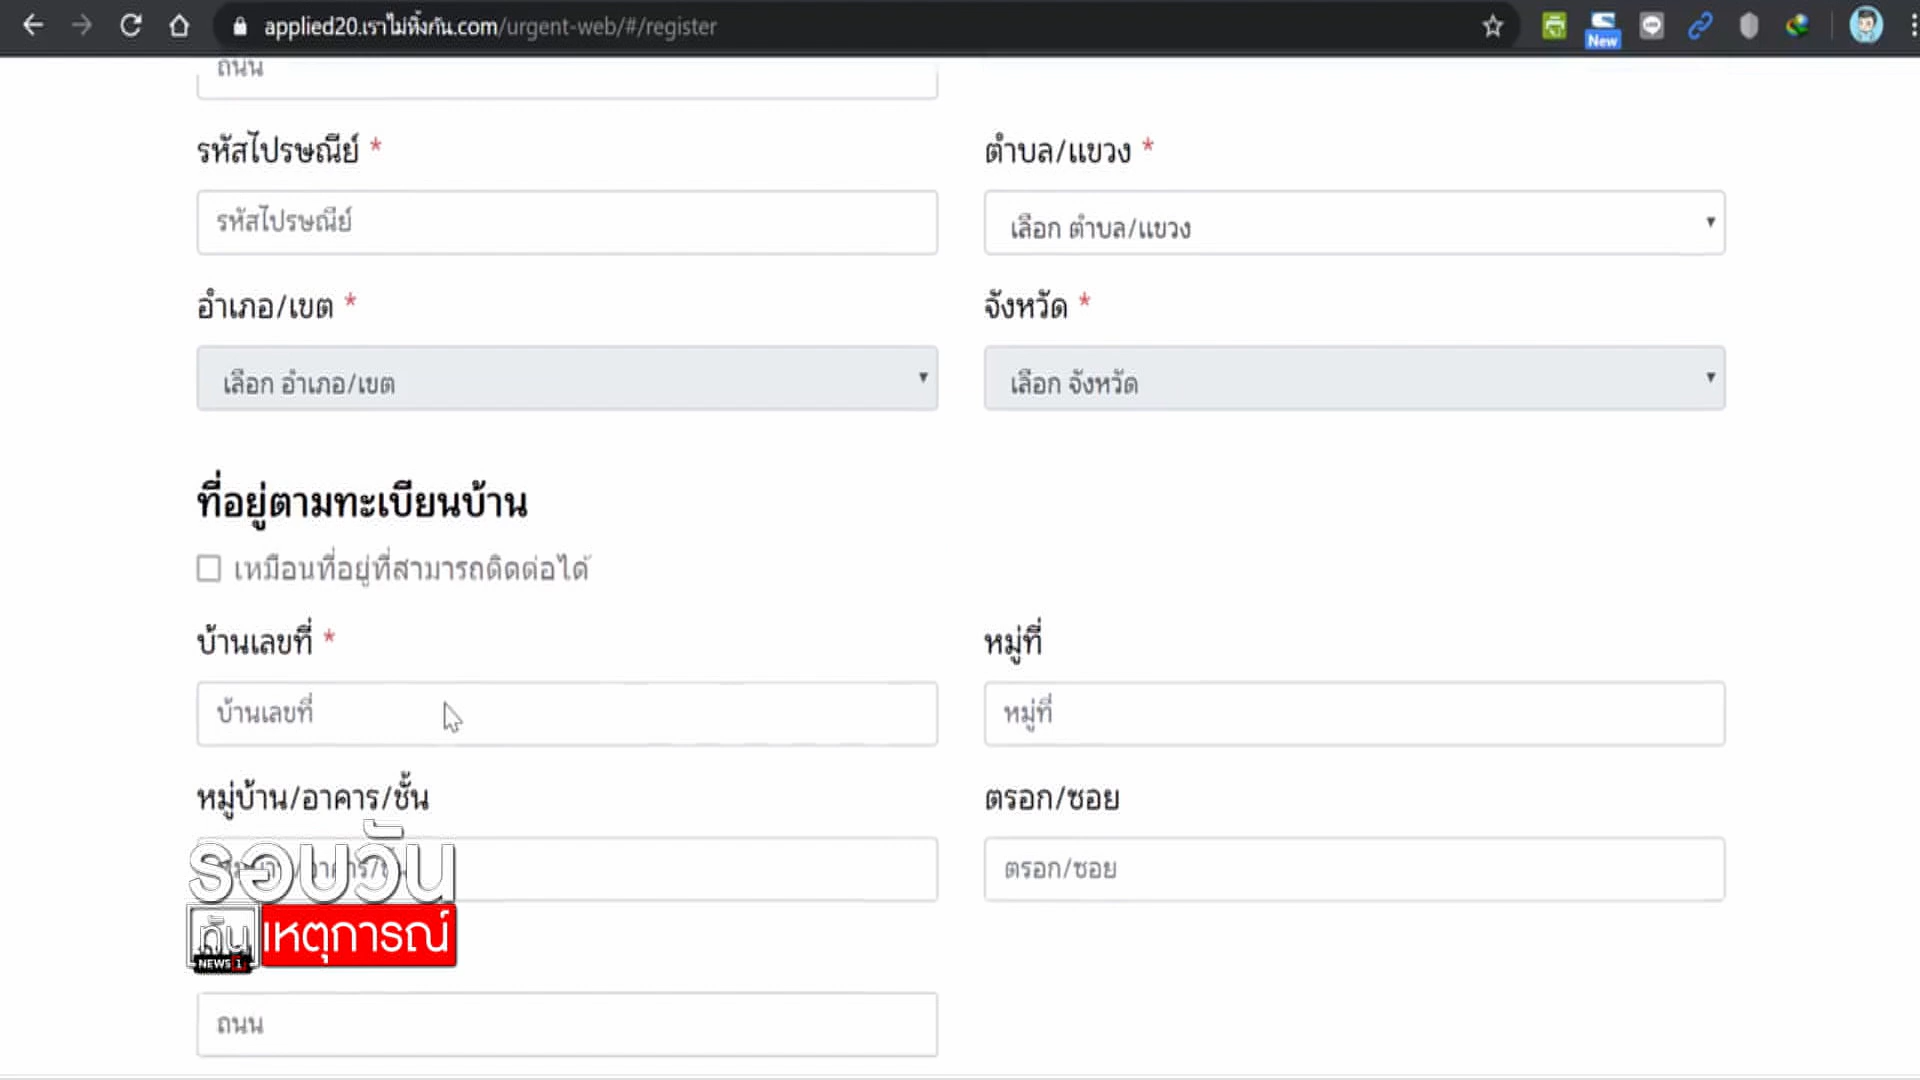 applied20.เราไม่ทิ้งกัน.com/urgent-web/#/register
New
ถนน
รหัสไปรษณีย์ *
ตำบล/แขวง *
รหัสไปรษณีย์
เลือก ตำบล/แขวง
อำเภอ/เขต *
จังหวัด *
เลือก อำเภอ/เขต
เลือก จังหวัด
ที่อยู่ตามทะเบียนบ้าน
เหมือนที่อยู่ที่สามารถติดต่อได้
บ้านเลขที่ *
หมู่ที่
บ้านเลขที่
หมู่ที่
หมู่บ้าน/อาคาร/ชั้น
ตรอก/ซอย
ตรอก/ซอย
รอบวัน
ทันเหตุการณ์
NEWS 1
ถนน